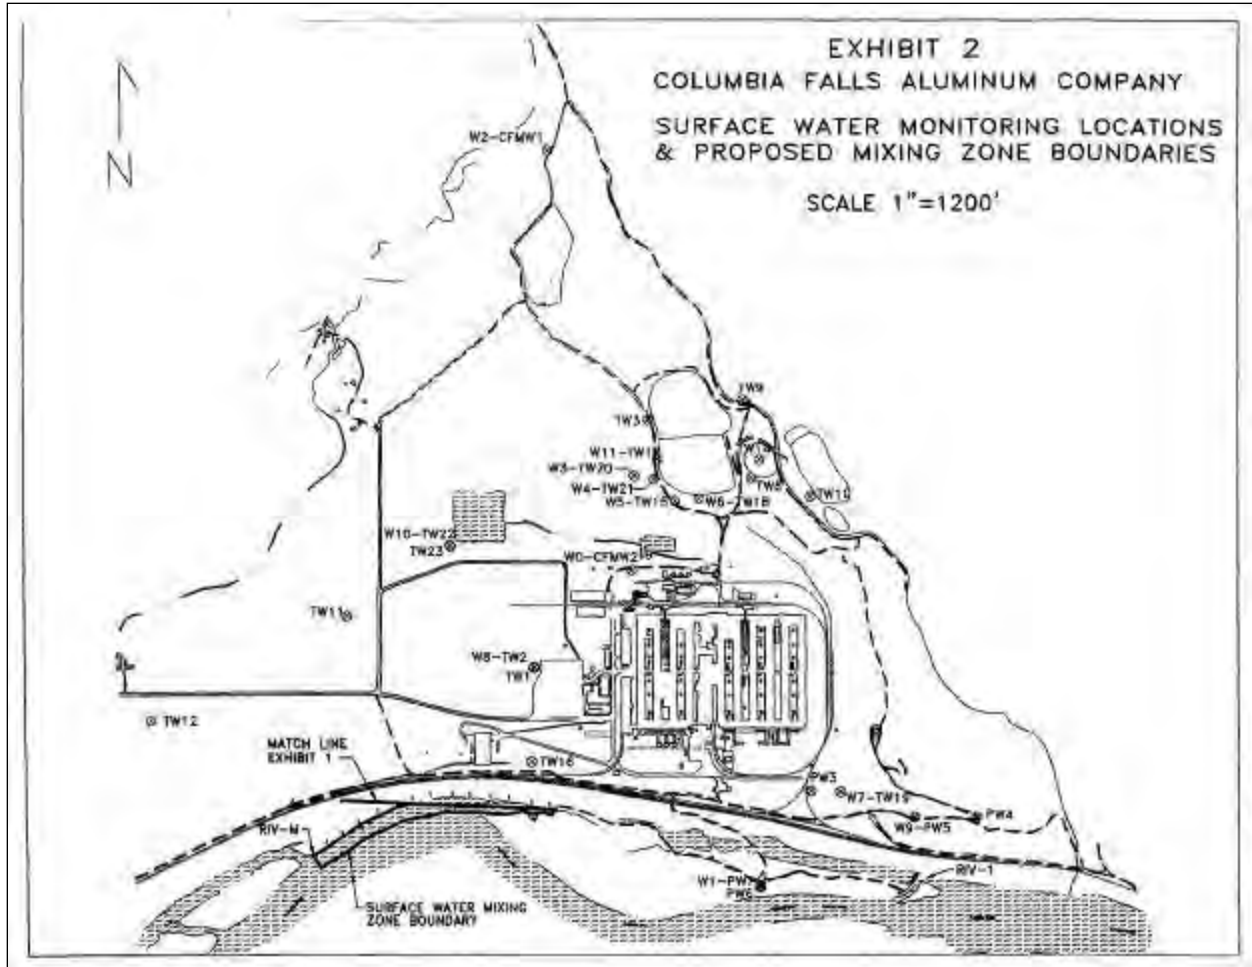 EXHIBIT 2
COLUMBIA FALLS ALUMINUM COMPANY
SURFACE WATER MONITORING LOCATIONS
& PROPOSED MIXING ZONE BOUNDARIES
SCALE 1"=1200'
N
W2-CFMW1
TW9
TW3
W11-TW17
W3-TW20
W4-TW21
TW8
TW10
W5-TW15
W6-TW18
W10-TW22
TW23
W0-CFMW2
TW11
W8-TW2
TW1
TW12
MATCH LINE
EXHIBIT 1
TW16
PW3
W7-TW19
PW4
W9-PW5
RIV-M
RIV-1
W1-PW7
PW6
SURFACE WATER MIXING
ZONE BOUNDARY